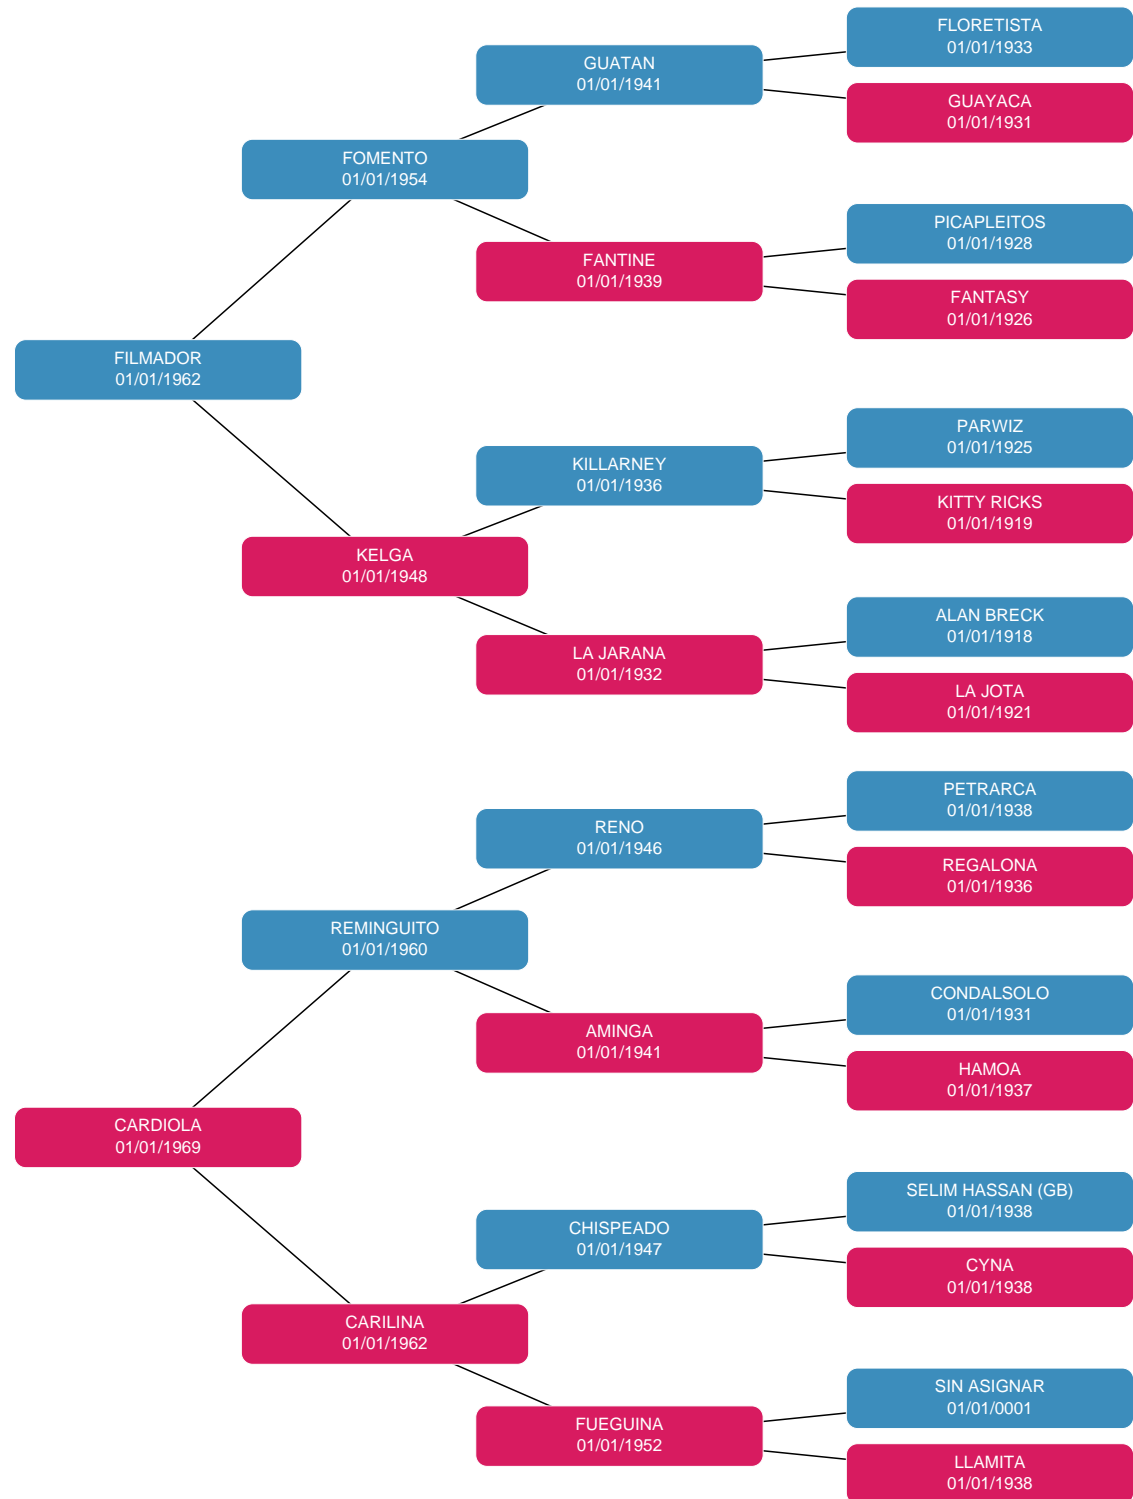 FLORETISTA
01/01/1933
GUATAN
01/01/1941
GUAYACA
01/01/1931
FOMENTO
01/01/1954
PICAPLEITOS
01/01/1928
FANTINE
01/01/1939
FANTASY
01/01/1926
FILMADOR
01/01/1962
PARWIZ
01/01/1925
KILLARNEY
01/01/1936
KITTY RICKS
01/01/1919
KELGA
01/01/1948
ALAN BRECK
01/01/1918
LA JARANA
01/01/1932
LA JOTA
01/01/1921
PETRARCA
01/01/1938
RENO
01/01/1946
REGALONA
01/01/1936
REMINGUITO
01/01/1960
CONDALSOLO
01/01/1931
AMINGA
01/01/1941
HAMOA
01/01/1937
CARDIOLA
01/01/1969
SELIM HASSAN (GB)
01/01/1938
CHISPEADO
01/01/1947
CYNA
01/01/1938
CARILINA
01/01/1962
SIN ASIGNAR
01/01/0001
FUEGUINA
01/01/1952
LLAMITA
01/01/1938